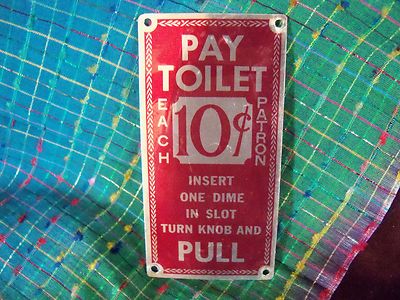 PAY
TOILET
EACH
10¢
PATRON
INSERT
ONE DIME
IN SLOT
TURN KNOB AND
PULL